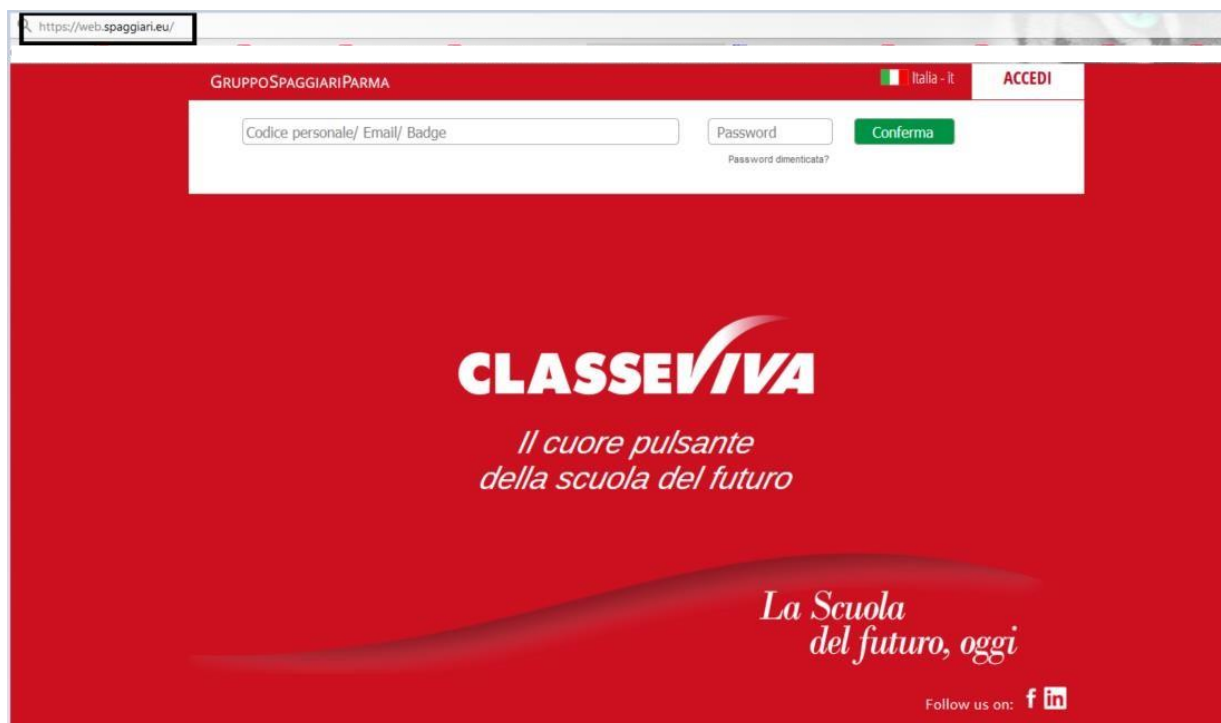 https://web.spaggiari.eu/
GRUPPOSPAGGIARIPARMA
Italia - it
ACCEDI
Codice personale/ Email/ Badge
Password
Conferma
Password dimenticata?
CLASSEVIVA
Il cuore pulsante
della scuola del futuro
La Scuola
del futuro, oggi
Follow us on: f in